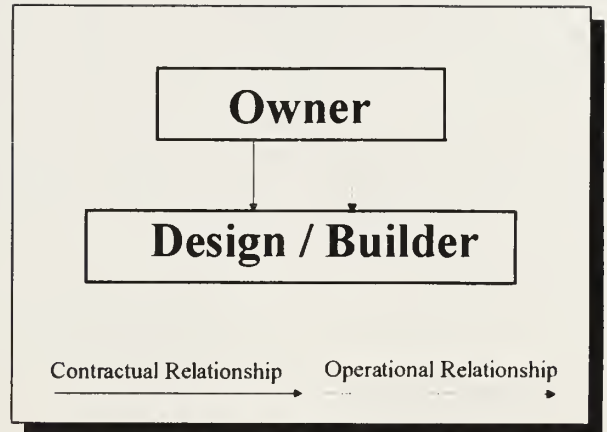 Owner
Design / Builder
Contractual Relationship Operational Relationship